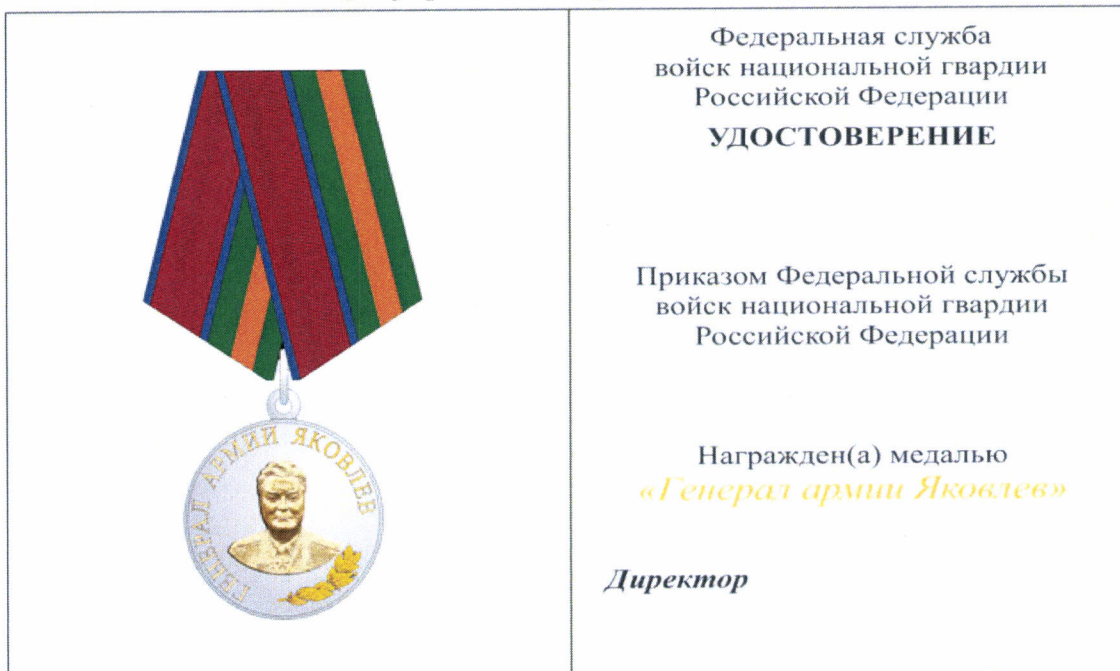 ГЕНЕРАЛ АРМИИ ЯКОВЛЕВ
Федеральная служба
войск национальной гвардии
Российской Федерации
УДОСТОВЕРЕНИЕ
Приказом Федеральной службы
войск национальной гвардии
Российской Федерации
Награжден(а) медалью
«Генерал армии Яковлев»
Директор